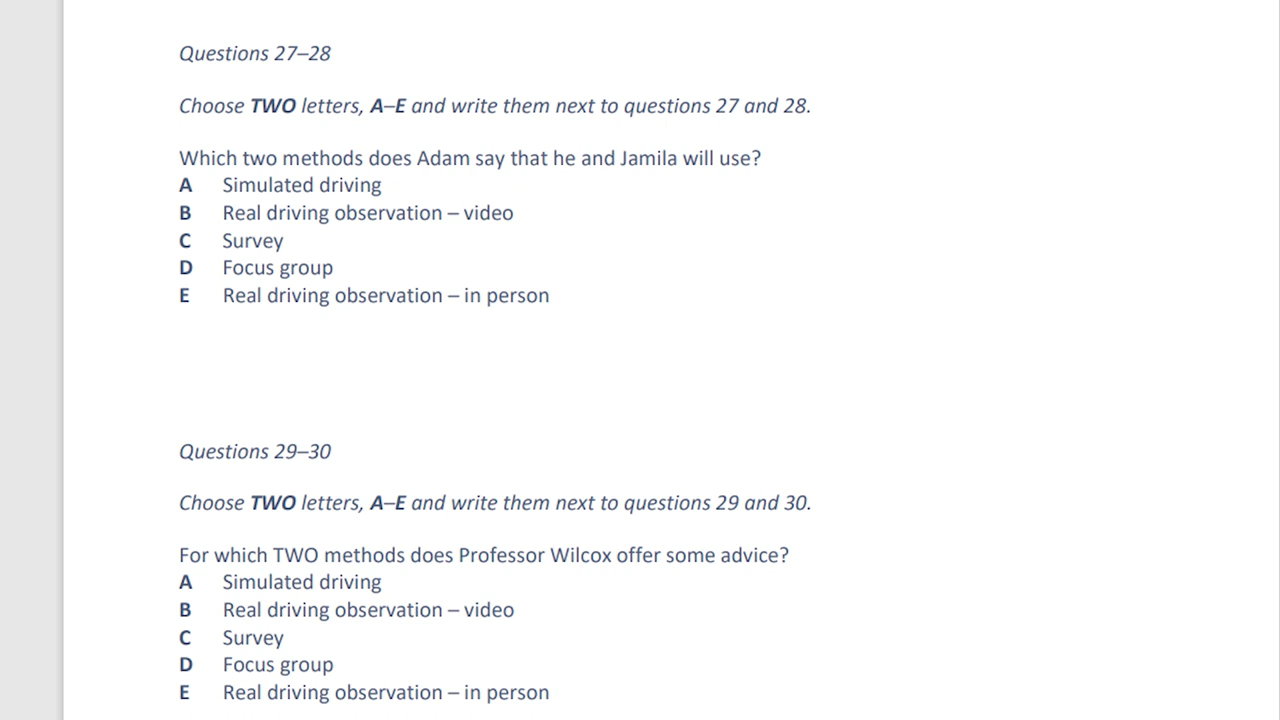 Questions 27–28
Choose TWO letters, A–E and write them next to questions 27 and 28.
Which two methods does Adam say that he and Jamila will use?
A Simulated driving
B Real driving observation – video
C Survey
D Focus group
E Real driving observation – in person
Questions 29–30
Choose TWO letters, A–E and write them next to questions 29 and 30.
For which TWO methods does Professor Wilcox offer some advice?
A Simulated driving
B Real driving observation – video
C Survey
D Focus group
E Real driving observation – in person